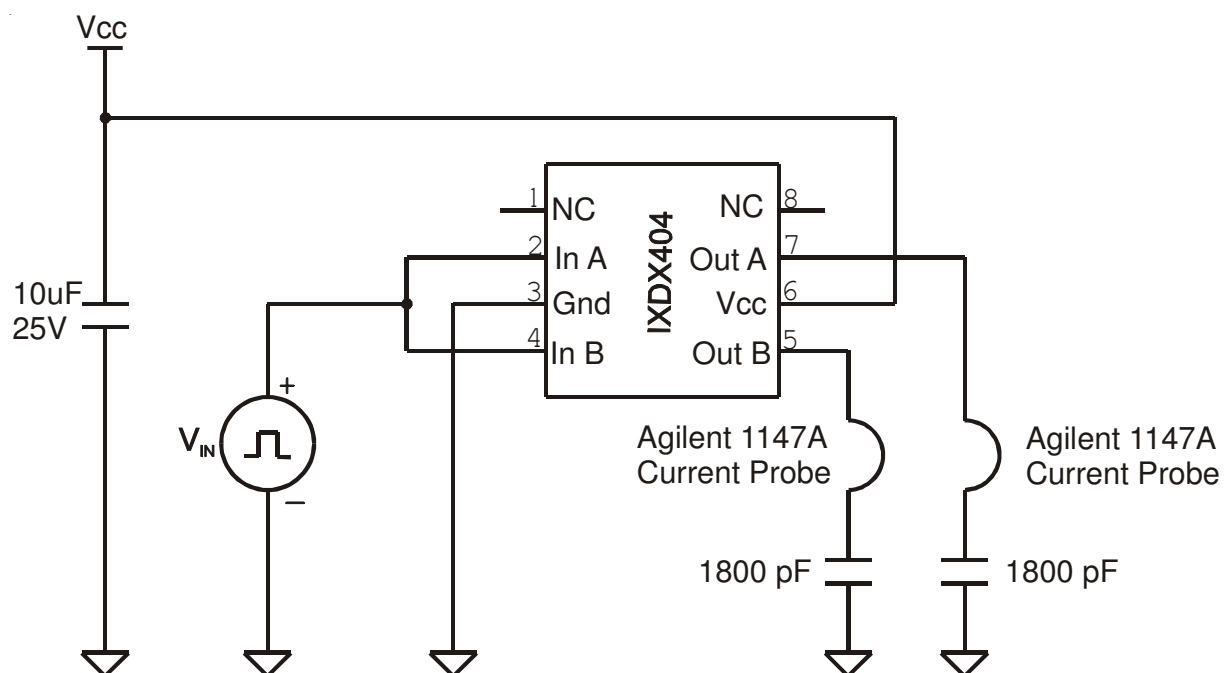 Vcc
10uF
25V
V IN
+
−
1
NC
2
In A
3
Gnd
4
In B
IXDX404
8
NC
7
Out A
6
Vcc
5
Out B
Agilent 1147A
Current Probe
Agilent 1147A
Current Probe
1800 pF
1800 pF